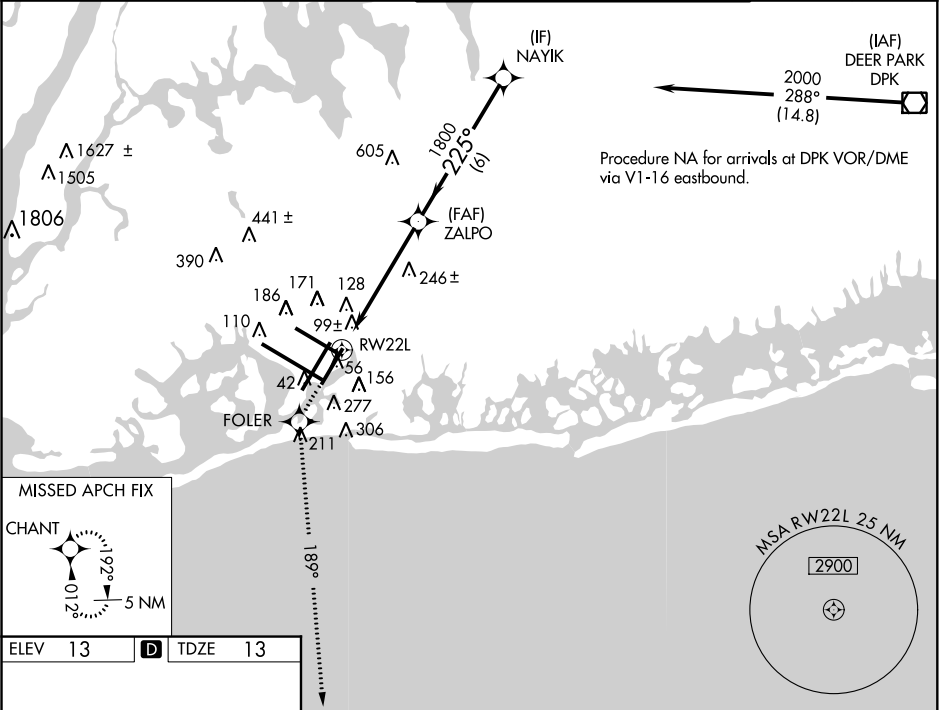 (IF)
NAYIK
(IAF)
DEER PARK
DPK
2000
288°
(14.8)
1800
225°
(6)
Procedure NA for arrivals at DPK VOR/DME
via V1-16 eastbound.
1627 ±
1505
605
1806
441 ±
(FAF)
ZALPO
390
246 ±
171
128
186
110
99±
RW22L
56
42
156
277
FOLER
306
211
MISSED APCH FIX
CHANT
192°
012°
5 NM
189°
MSA RW22L 25 NM
2900
ELEV 13 D TDZE 13